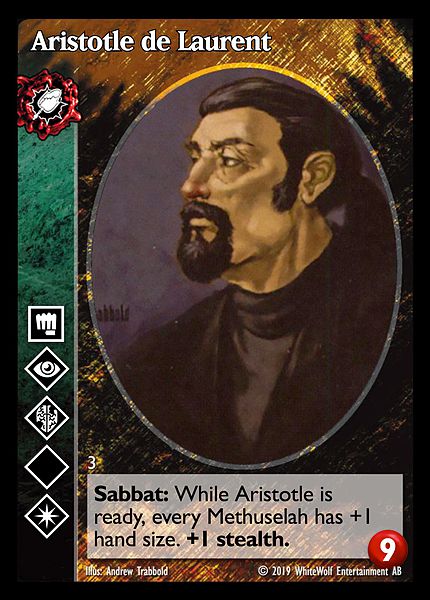 Aristotle de Laurent
abbold
3
Sabbat: While Aristotle is
ready, every Methuselah has +1
hand size. +1 stealth.
9
Illus: Andrew Trabbold
© 2019 WhiteWolf Entertainment AB